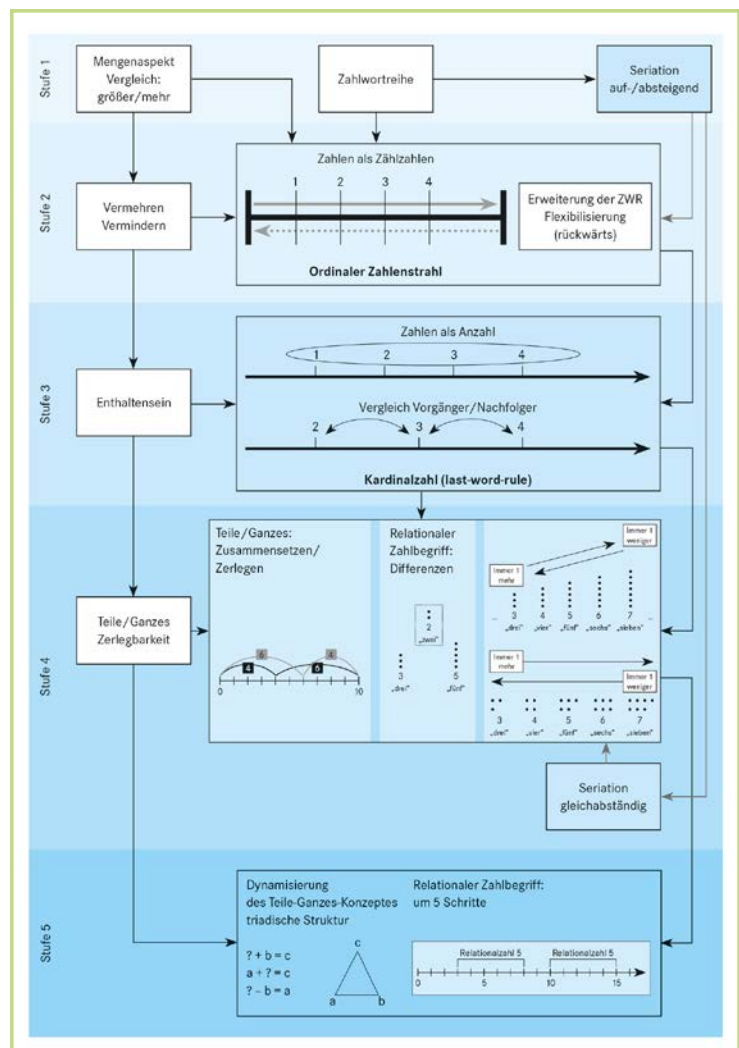 Stufe 1
Mengenaspekt
Vergleich:
größer/mehr
Zahlwortreihe
Seriation
auf-/absteigend
Stufe 2
Vermehren
Vermindern
Zahlen als Zählzahlen
1 2 3 4
Ordinaler Zahlenstrahl
Erweiterung der ZWR
Flexibilisierung
(rückwärts)
Stufe 3
Enthaltensein
Zahlen als Anzahl
1 2 3 4
Vergleich Vorgänger/Nachfolger
2 3 4
Kardinalzahl (last-word-rule)
Stufe 4
Teile/Ganzes
Zerlegbarkeit
Teile/Ganzes:
Zusammensetzen/
Zerlegen
6 4
4 6
0 10
Relationaler
Zahlbegriff:
Differenzen
2
„zwei"
3 5
„drei" „fünf"
Immer 1
weniger
Immer 1
mehr
3 4 5 6 7
„drei" „vier" „fünf" „sechs" „sieben"
Immer 1
mehr
Immer 1
weniger
3 4 5 6 7
„drei" „vier" „fünf" „sechs" „sieben"
Seriation
gleichabständig
Stufe 5
Dynamisierung
des Teile-Ganzes-Konzeptes
triadische Struktur
? + b = c
a + ? = c
? – b = a
c
a b
Relationaler Zahlbegriff:
um 5 Schritte
Relationalzahl 5 Relationalzahl 5
0 5 10 15